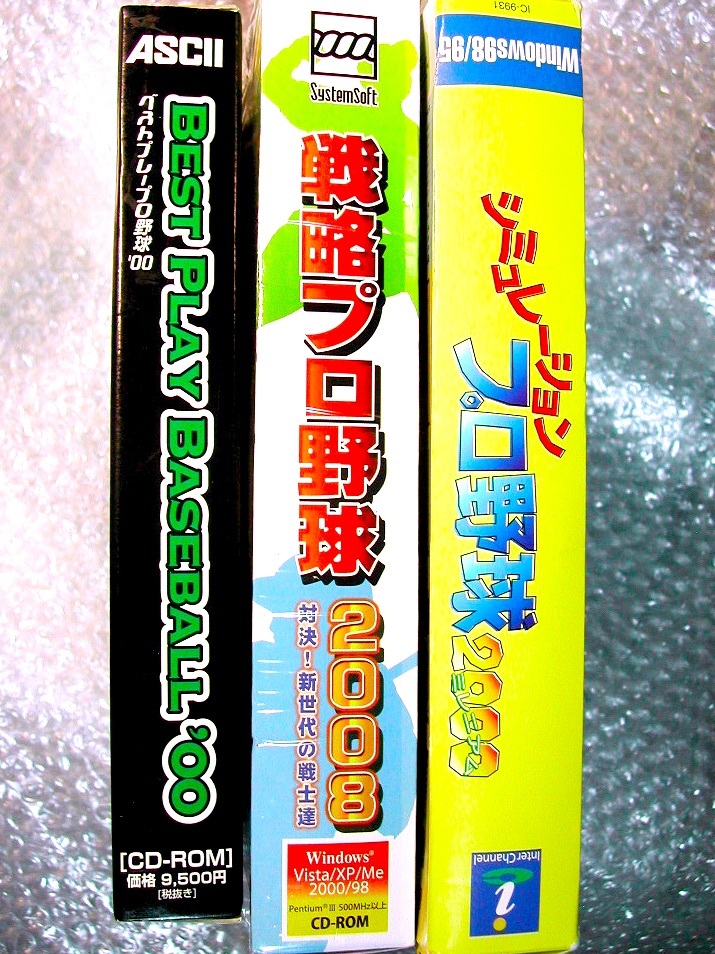 ASCII
BEST PLAY BASEBALL '00
ベストプレープロ野球 '00
[CD-ROM]
価格 9,500円
[税抜き]
SystemSoft
戦略プロ野球
2008
対決!新世代の戦士達
Windows®
Vista/XP/Me
2000/98
Pentium®III 500MHz以上
CD-ROM
IC-9931
Windows98/95
シミュレーション
プロ野球2000
ミレニアム
InterChannel
i